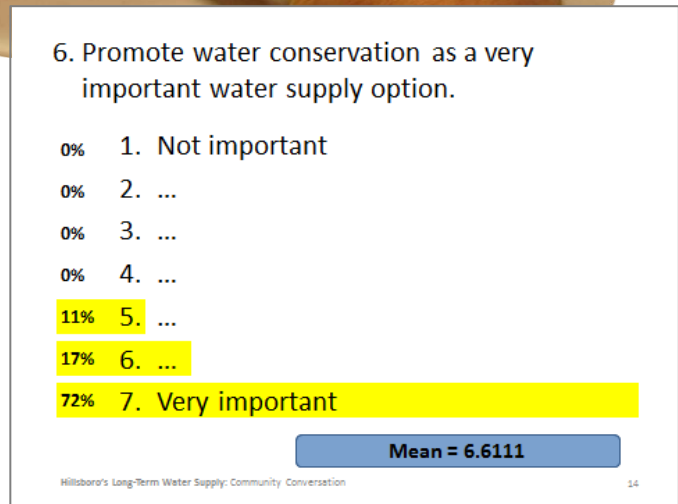 6. Promote water conservation as a very
important water supply option.
0% 1. Not important
0% 2. ...
0% 3. ...
0% 4. ...
11% 5. ...
17% 6. ...
72% 7. Very important
Mean = 6.6111
Hillsboro's Long-Term Water Supply: Community Conversation 14